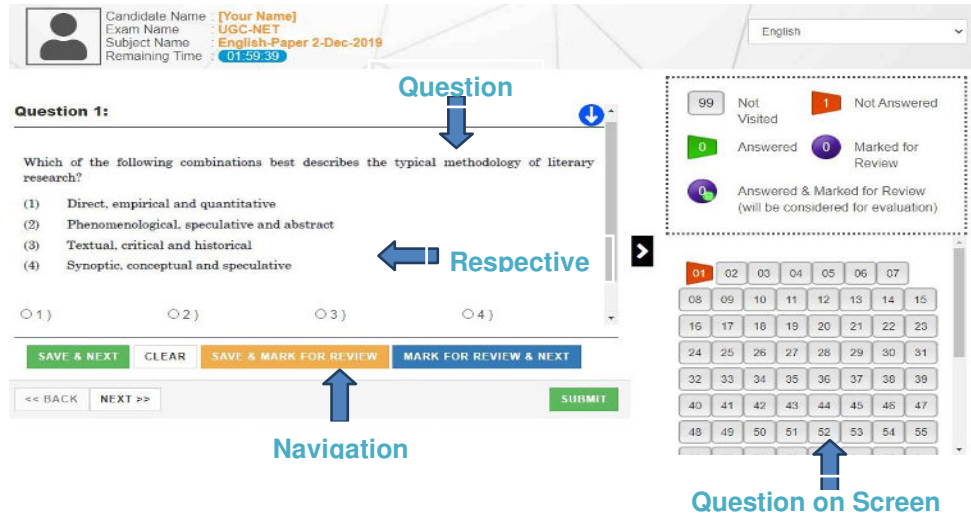 Candidate Name : [Your Name]
Exam Name : UGC-NET
Subject Name : English-Paper 2-Dec-2019
Remaining Time : 01:59:39
English
Question
Question 1:
Which of the following combinations best describes the typical methodology of literary
research?
(1) Direct, empirical and quantitative
(2) Phenomenological, speculative and abstract
(3) Textual, critical and historical
(4) Synoptic, conceptual and speculative
Respective
1 ) 2 ) 3 ) 4 )
SAVE & NEXT CLEAR SAVE & MARK FOR REVIEW MARK FOR REVIEW & NEXT
<< BACK NEXT >> SUBMIT
Navigation
99 Not
Visited
1 Not Answered
0 Answered
0 Marked for
Review
0 Answered & Marked for Review
(will be considered for evaluation)
01 02 03 04 05 06 07
08 09 10 11 12 13 14 15
16 17 18 19 20 21 22 23
24 25 26 27 28 29 30 31
32 33 34 35 36 37 38 39
40 41 42 43 44 45 46 47
48 49 50 51 52 53 54 55
Question on Screen